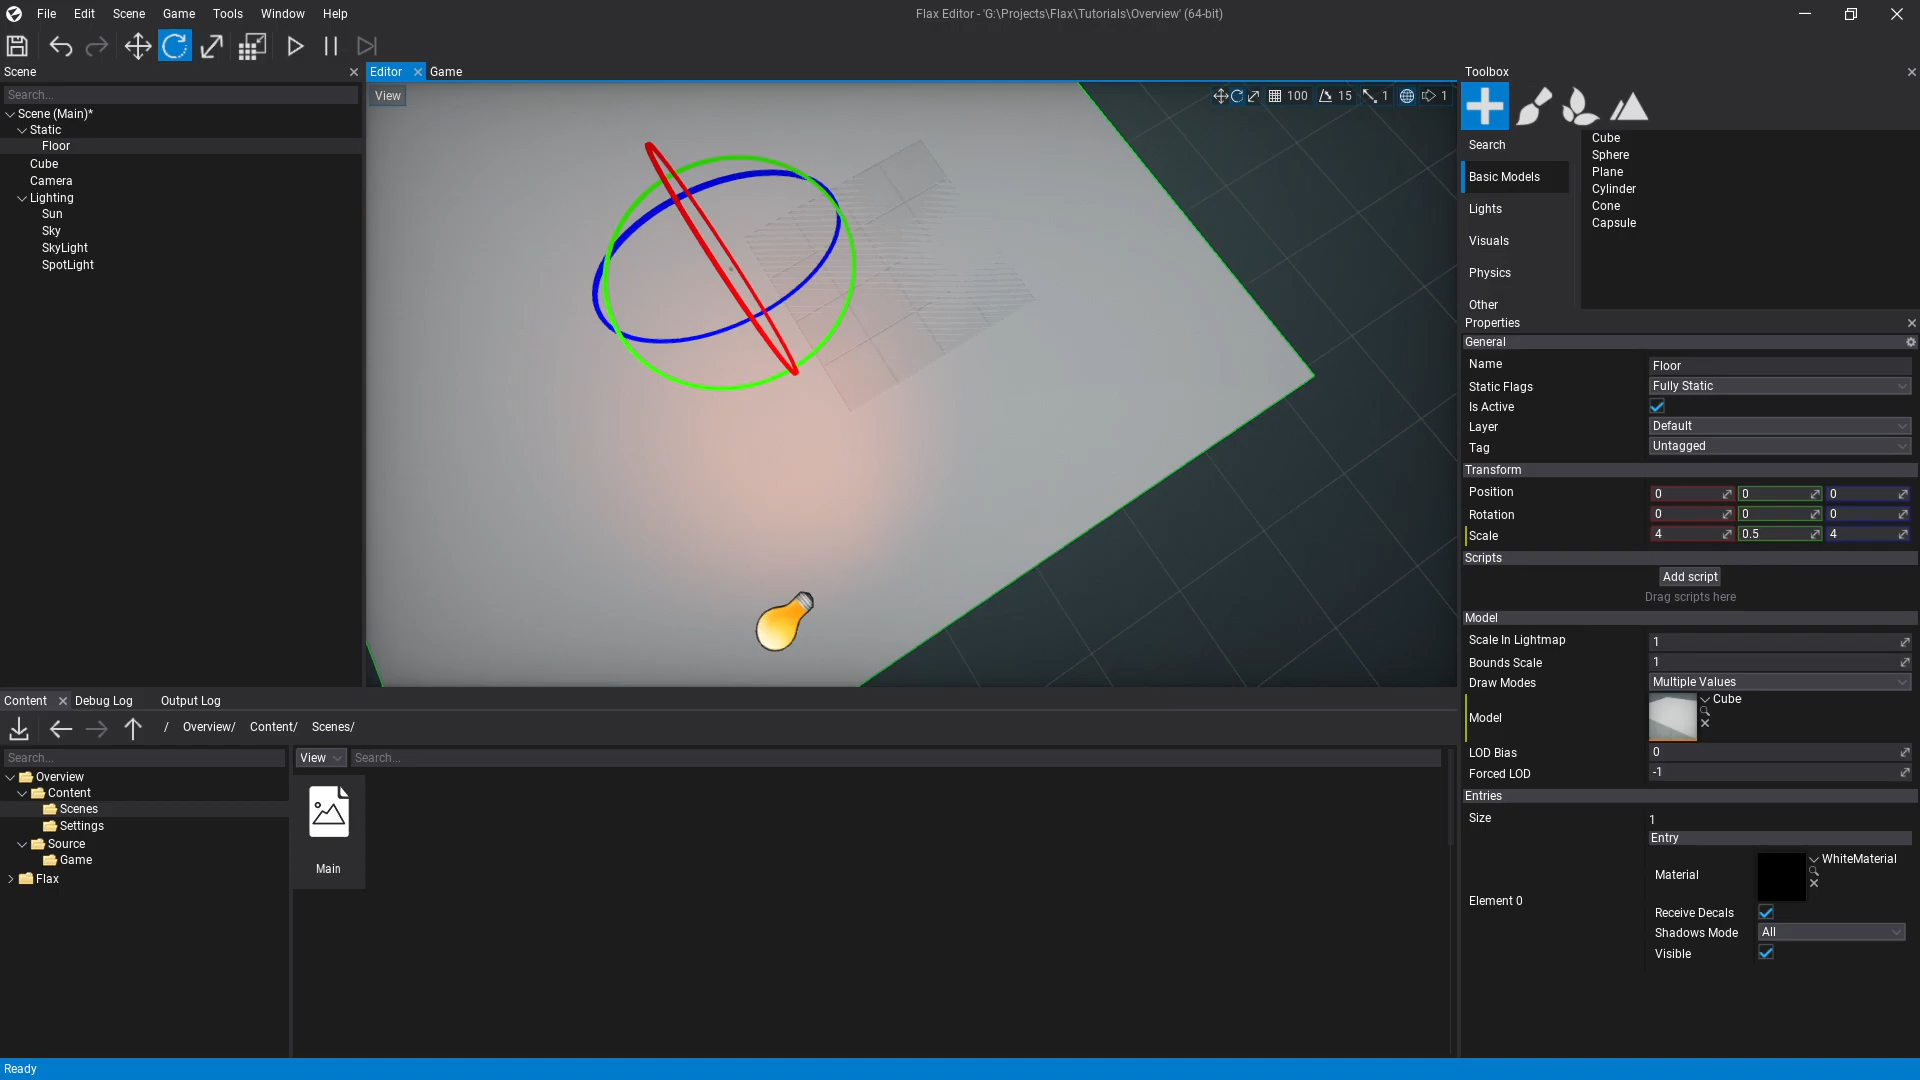 File Edit Scene Game Tools Window Help
Flax Editor - 'G:\Projects\Flax\Tutorials\Overview' (64-bit)
Scene
Search...
Scene (Main)*
Static
Floor
Cube
Camera
Lighting
Sun
Sky
SkyLight
SpotLight
Editor Game
View
100 15 1 1
Toolbox
Search
Basic Models
Lights
Visuals
Physics
Other
Cube
Sphere
Plane
Cylinder
Cone
Capsule
Properties
General
Name Floor
Static Flags Fully Static
Is Active
Layer Default
Tag Untagged
Transform
Position 0 0 0
Rotation 0 0 0
Scale 4 0.5 4
Scripts
Add script
Drag scripts here
Model
Scale In Lightmap 1
Bounds Scale 1
Draw Modes Multiple Values
Model Cube
LOD Bias 0
Forced LOD -1
Entries
Size 1
Entry
Element 0
Material WhiteMaterial
Receive Decals
Shadows Mode All
Visible
Content Debug Log Output Log
/ Overview/ Content/ Scenes/
Search...
Overview
Content
Scenes
Settings
Source
Game
Flax
View Search...
Main
Ready